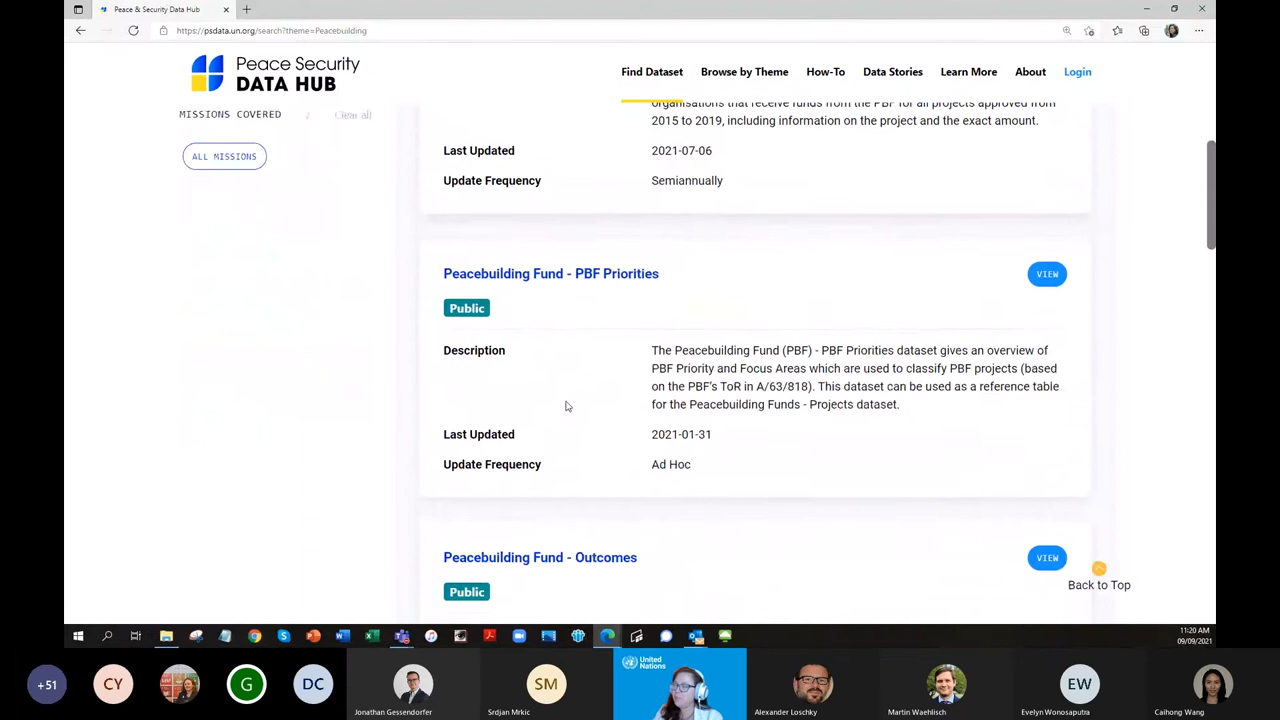 Peace & Security Data Hub
https://psdata.un.org/search?theme=Peacebuilding
Peace Security
DATA HUB
Find Dataset
Browse by Theme
How-To
Data Stories
Learn More
About
Login
MISSIONS COVERED / Clear all
ALL MISSIONS
organisations that receive funds from the PBF for all projects approved from
2015 to 2019, including information on the project and the exact amount.
Last Updated
2021-07-06
Update Frequency
Semiannually
Peacebuilding Fund - PBF Priorities
VIEW
Public
Description
The Peacebuilding Fund (PBF) - PBF Priorities dataset gives an overview of
PBF Priority and Focus Areas which are used to classify PBF projects (based
on the PBF's ToR in A/63/818). This dataset can be used as a reference table
for the Peacebuilding Funds - Projects dataset.
Last Updated
2021-01-31
Update Frequency
Ad Hoc
Peacebuilding Fund - Outcomes
VIEW
Public
Back to Top
11:20 AM
09/09/2021
+51
CY
G
DC
Jonathan Gessendorfer
SM
Srdjan Mrkic
United
Nations
Alexander Loschky
Martin Waehlisch
EW
Evelyn Wonosaputra
Caihong Wang